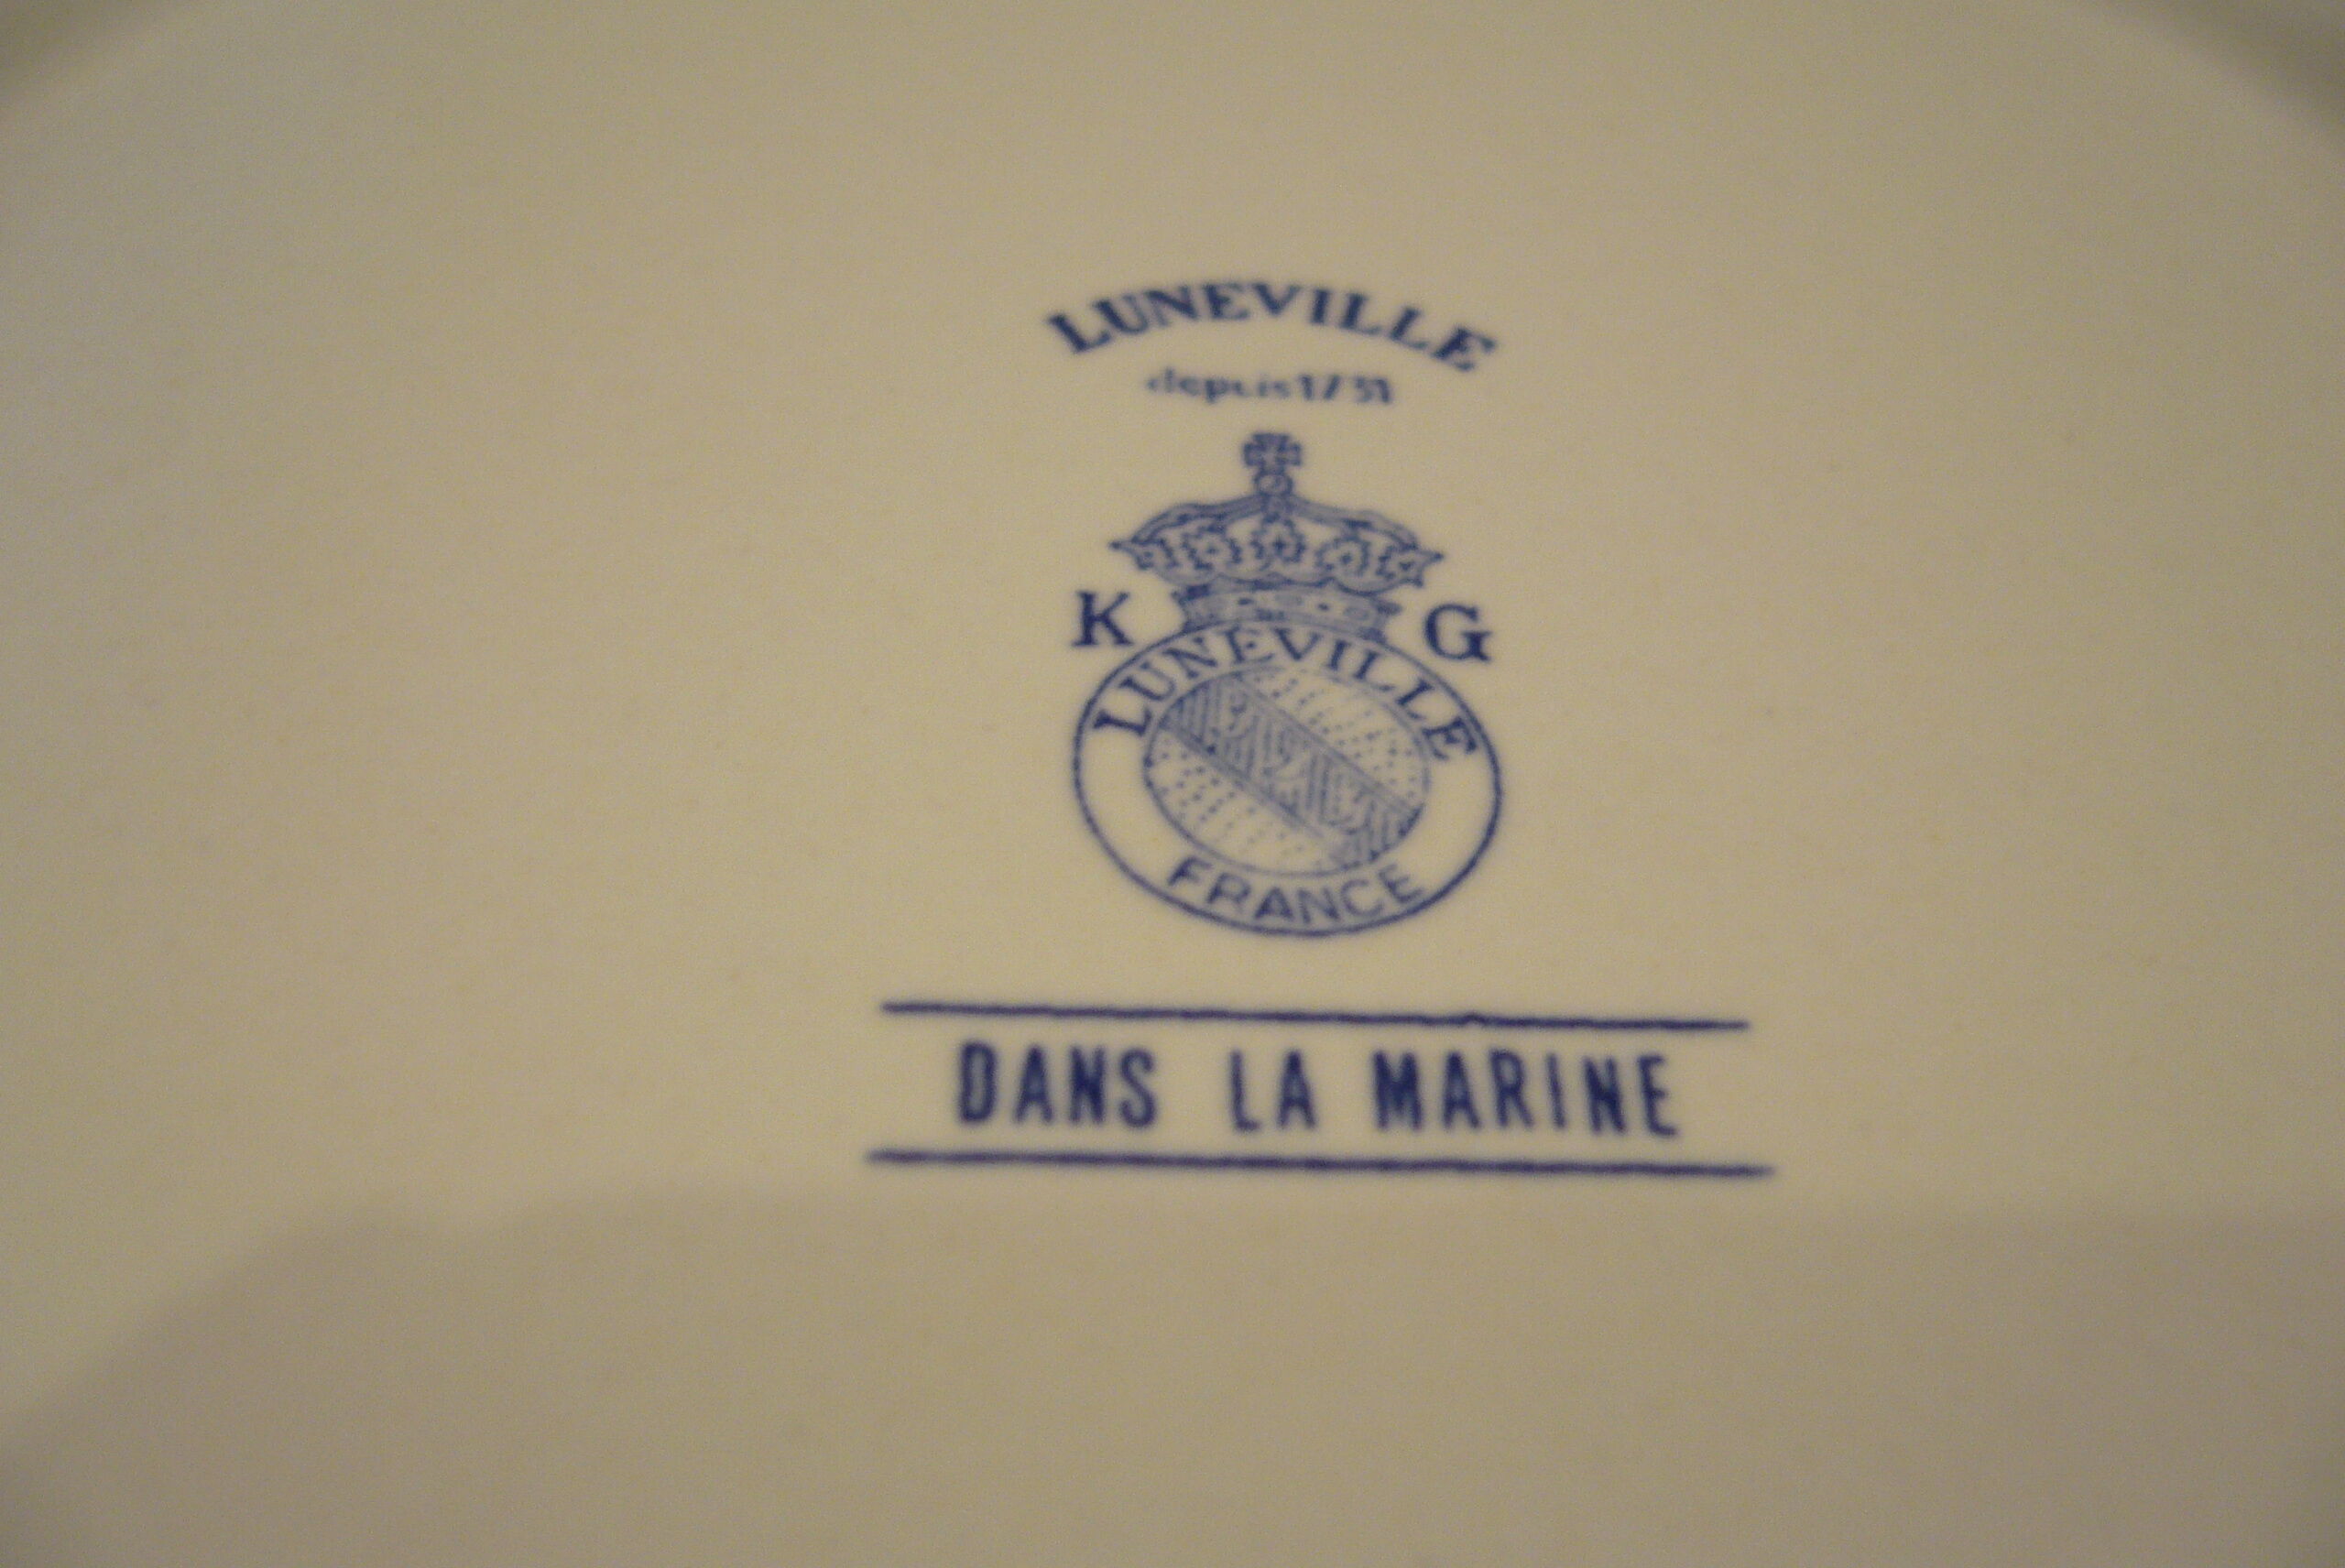 LUNEVILLE
depuis 1731
K G
LUNEVILLE
FRANCE
DANS LA MARINE